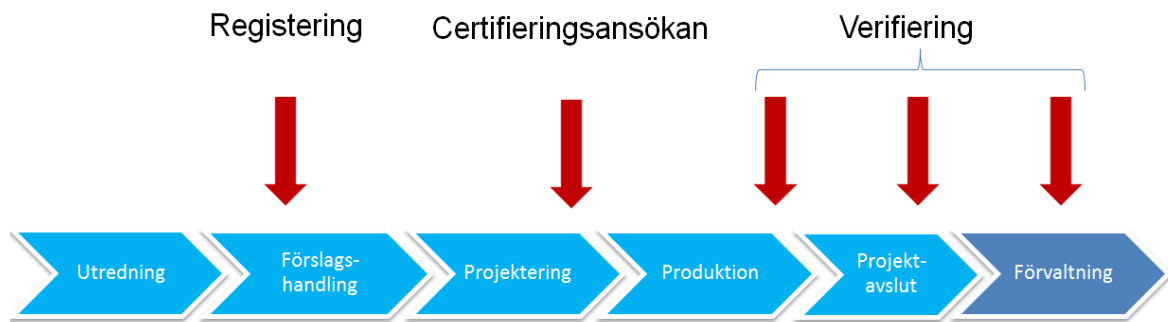 Registering
Certifieringsansökan
Verifiering
Utredning
Förslags-
handling
Projektering
Produktion
Projekt-
avslut
Förvaltning